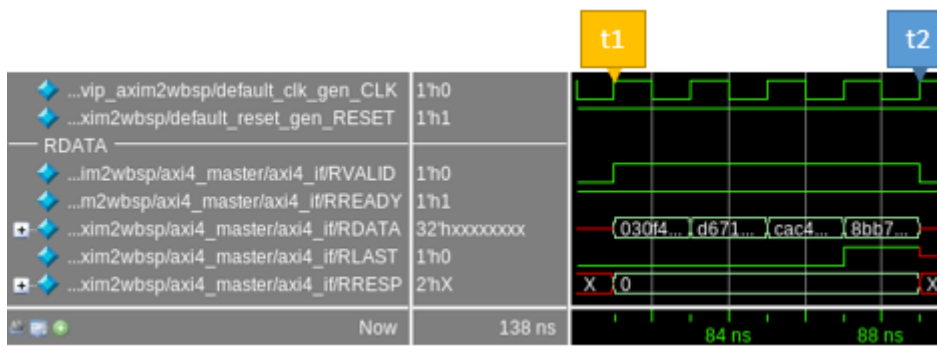 t1 t2
...vip_axim2wbsp/default_clk_gen_CLK 1'h0
...xim2wbsp/default_reset_gen_RESET 1'h1
RDATA
...im2wbsp/axi4_master/axi4_if/RVALID 1'h0
...m2wbsp/axi4_master/axi4_if/RREADY 1'h1
...xim2wbsp/axi4_master/axi4_if/RDATA 32'hxxxxxxxx 030f4... d671... cac4... 8bb7...
...xim2wbsp/axi4_master/axi4_if/RLAST 1'h0
...xim2wbsp/axi4_master/axi4_if/RRESP 2'hX X 0 X
Now 138 ns 84 ns 88 ns